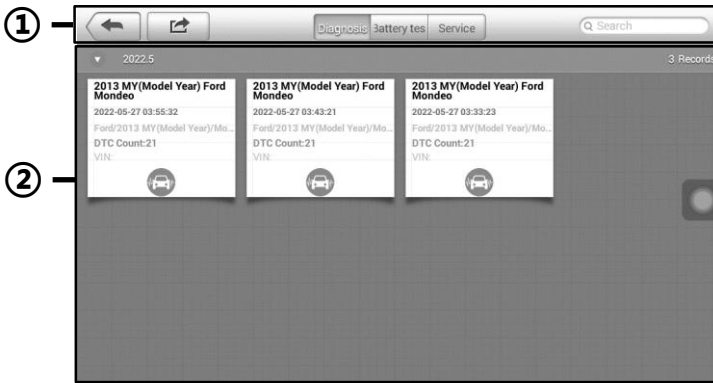 ①
Diagnosis Battery tes Service
Search
2022.5
3 Records
②
2013 MY(Model Year) Ford
Mondeo
2022-05-27 03:55:32
Ford/2013 MY(Model Year)/Mo...
DTC Count:21
VIN:
2013 MY(Model Year) Ford
Mondeo
2022-05-27 03:43:21
Ford/2013 MY(Model Year)/Mo...
DTC Count:21
VIN:
2013 MY(Model Year) Ford
Mondeo
2022-05-27 03:33:23
Ford/2013 MY(Model Year)/Mo...
DTC Count:21
VIN: